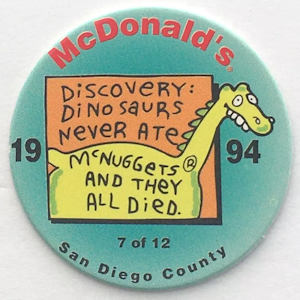 McDonald's®
DISCOVERY:
DINOSAURS
NEVER ATE
19 94
McNUGGETS®
AND THEY
ALL DIED.
7 of 12
San Diego County